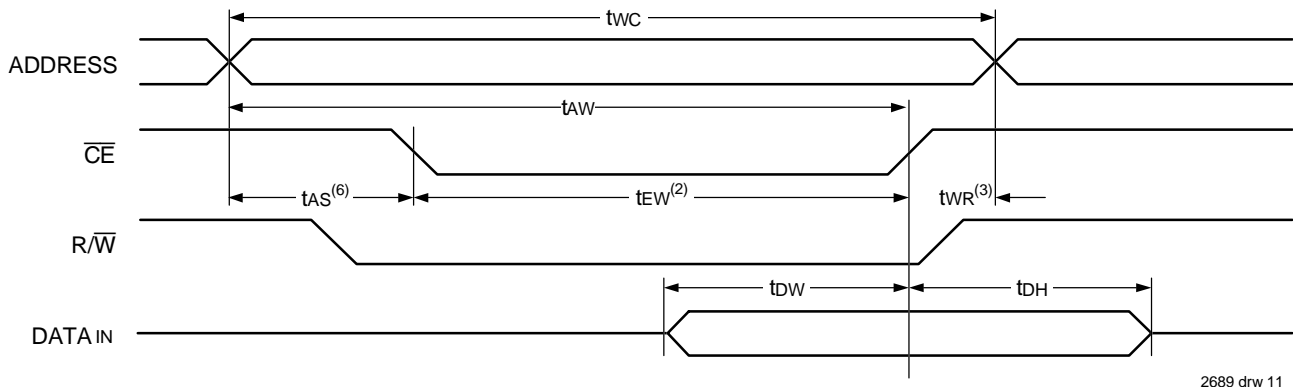 tWC
ADDRESS
tAW
CE
tAS(6) tEW(2) tWR(3)
R/W
tDW tDH
DATA IN
2689 drw 11